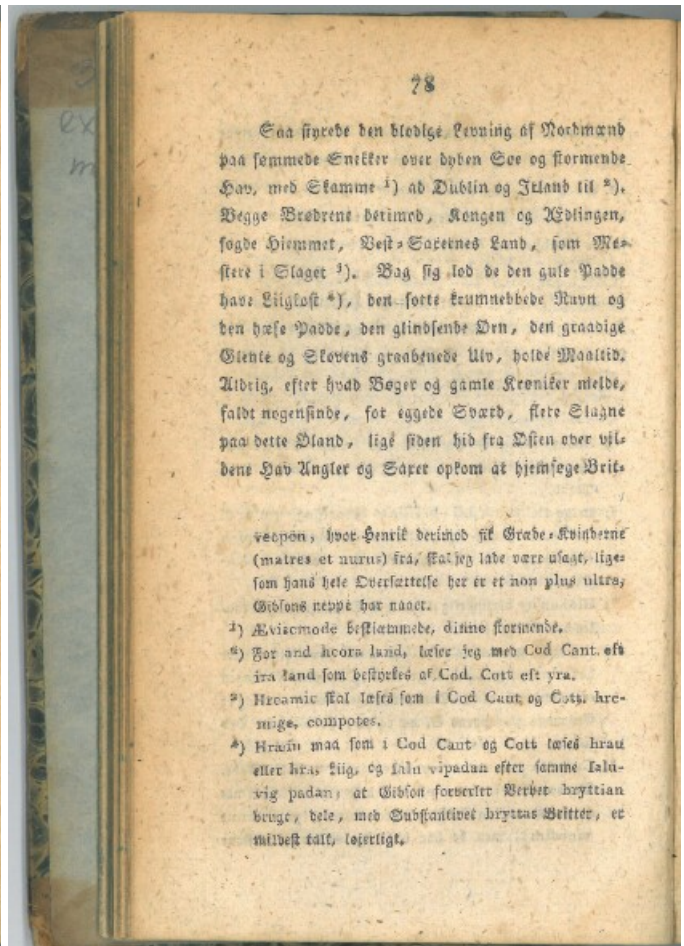 78
Saa styrede den blodige Levning af Nordmænd
paa sømmede Snekker over dyben Søe og stormende
Hav, med Skamme ¹) ad Dublin og Irland til ²).
Begge Brødrene derimod, Kongen og Ædlingen,
søgde Hjemmet, Vest-Saxernes Land, som Me-
stere i Slaget ³). Bag sig lod de den gule Padde
have Liigkost ⁴), den sorte krumnebbede Ravn og
den hæse Padde, den glindsende Ørn, den graadige
Glente og Skovens graabenede Ulv, holde Maaltid.
Aldrig, efter hvad Bøger og gamle Krøniker melde,
faldt nogensinde, for eggede Sværd, flere Slagne
paa dette Øland, lige siden hid fra Østen over vil-
dene Hav Angler og Saxer opkom at hjemsøge Brit-
veopon, hvor Henrik derimod fik Græde-Kvinderne
(matres et nurus) fra, skal jeg lade være usagt, lige-
som hans hele Oversættelse her er et non plus ultra,
Gibsons neppe har naaet.
¹) Æviscmode bestjæmmede, dinno stormende.
²) For and heora land, læser jeg med Cod Cant. eft
ira land som bestyrkes af Cod. Cott eft yra.
³) Hreamic skal læses som i Cod Cant og Cott. hre-
mige, compotes.
⁴) Hræfn maa som i Cod Cant og Cott læses hrau
eller hra, Liig, og salu vipadan efter samme salu-
vig padan; at Gibson forvexler Verbet bryttian
bruge, dele, med Substantivet bryttas Britter, er
mildest talt, løierligt.